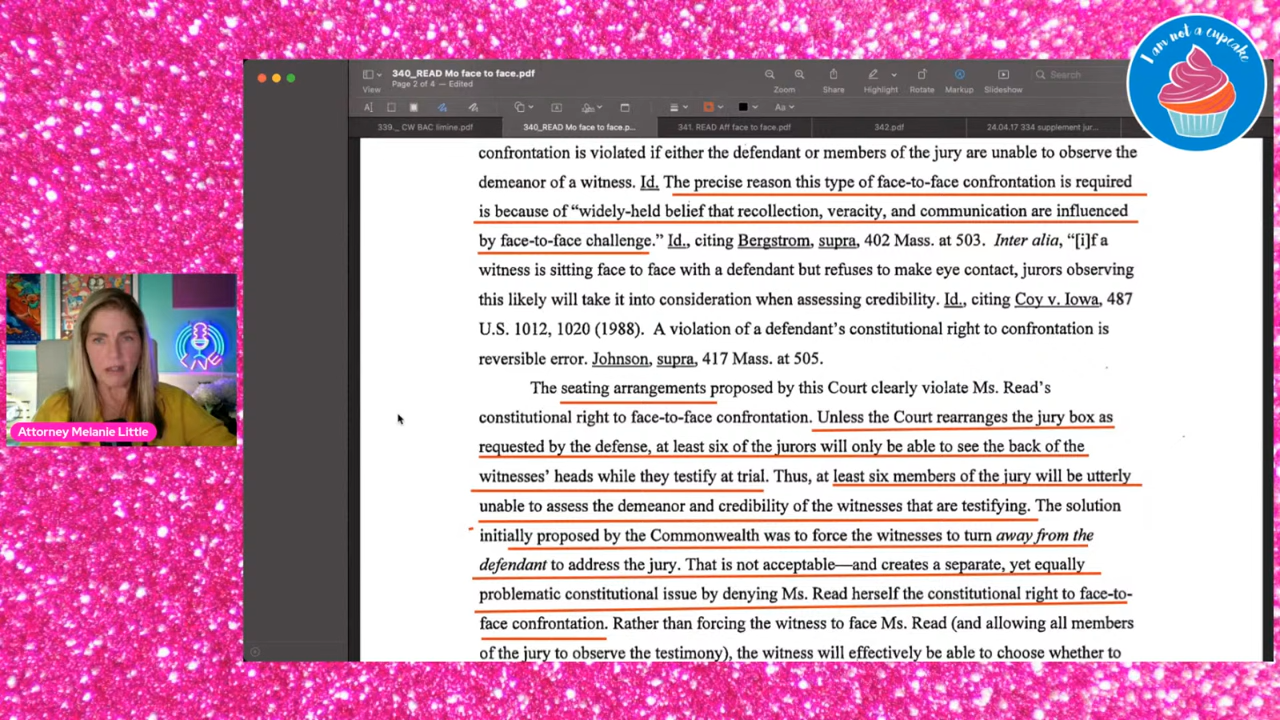 I am not a cupcake
340_READ Mo face to face.pdf
Page 2 of 4 — Edited
View
Zoom
Share
Highlight
Rotate
Markup
Slideshow
Search
339._ CW BAC limine.pdf
340_READ Mo face to face.p...
341. READ Aff face to face.pdf
342.pdf
24.04.17 334 supplement jur...
confrontation is violated if either the defendant or members of the jury are unable to observe the
demeanor of a witness. Id. The precise reason this type of face-to-face confrontation is required
is because of “widely-held belief that recollection, veracity, and communication are influenced
by face-to-face challenge.” Id., citing Bergstrom, supra, 402 Mass. at 503. Inter alia, “[i]f a
witness is sitting face to face with a defendant but refuses to make eye contact, jurors observing
this likely will take it into consideration when assessing credibility. Id., citing Coy v. Iowa, 487
U.S. 1012, 1020 (1988). A violation of a defendant’s constitutional right to confrontation is
reversible error. Johnson, supra, 417 Mass. at 505.
The seating arrangements proposed by this Court clearly violate Ms. Read’s
constitutional right to face-to-face confrontation. Unless the Court rearranges the jury box as
requested by the defense, at least six of the jurors will only be able to see the back of the
witnesses’ heads while they testify at trial. Thus, at least six members of the jury will be utterly
unable to assess the demeanor and credibility of the witnesses that are testifying. The solution
initially proposed by the Commonwealth was to force the witnesses to turn away from the
defendant to address the jury. That is not acceptable—and creates a separate, yet equally
problematic constitutional issue by denying Ms. Read herself the constitutional right to face-to-
face confrontation. Rather than forcing the witness to face Ms. Read (and allowing all members
of the jury to observe the testimony), the witness will effectively be able to choose whether to
LIVE
Attorney Melanie Little